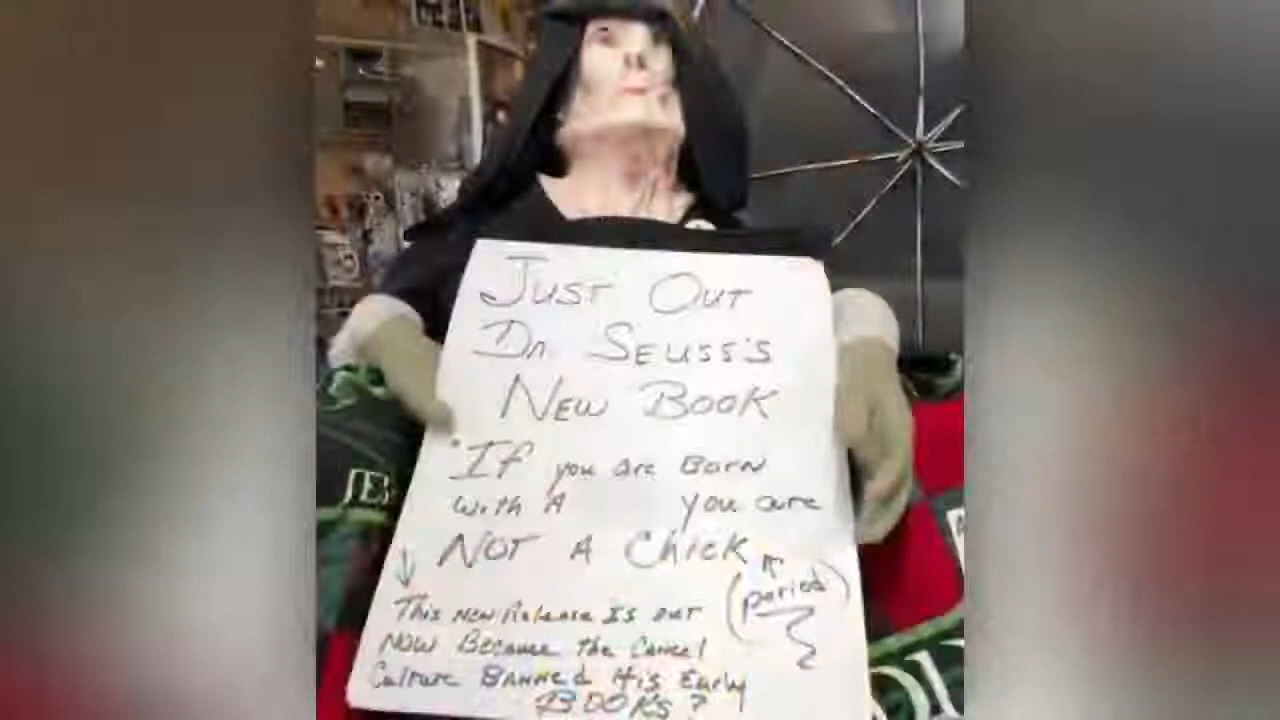 JUST OUT
DR. SEUSS'S
NEW BOOK
"If you are Born
with A you are
NOT A Chick
(period)
This New Release Is out
NOW Because the Cancel
Culture BANNED His Early
BOOKS?